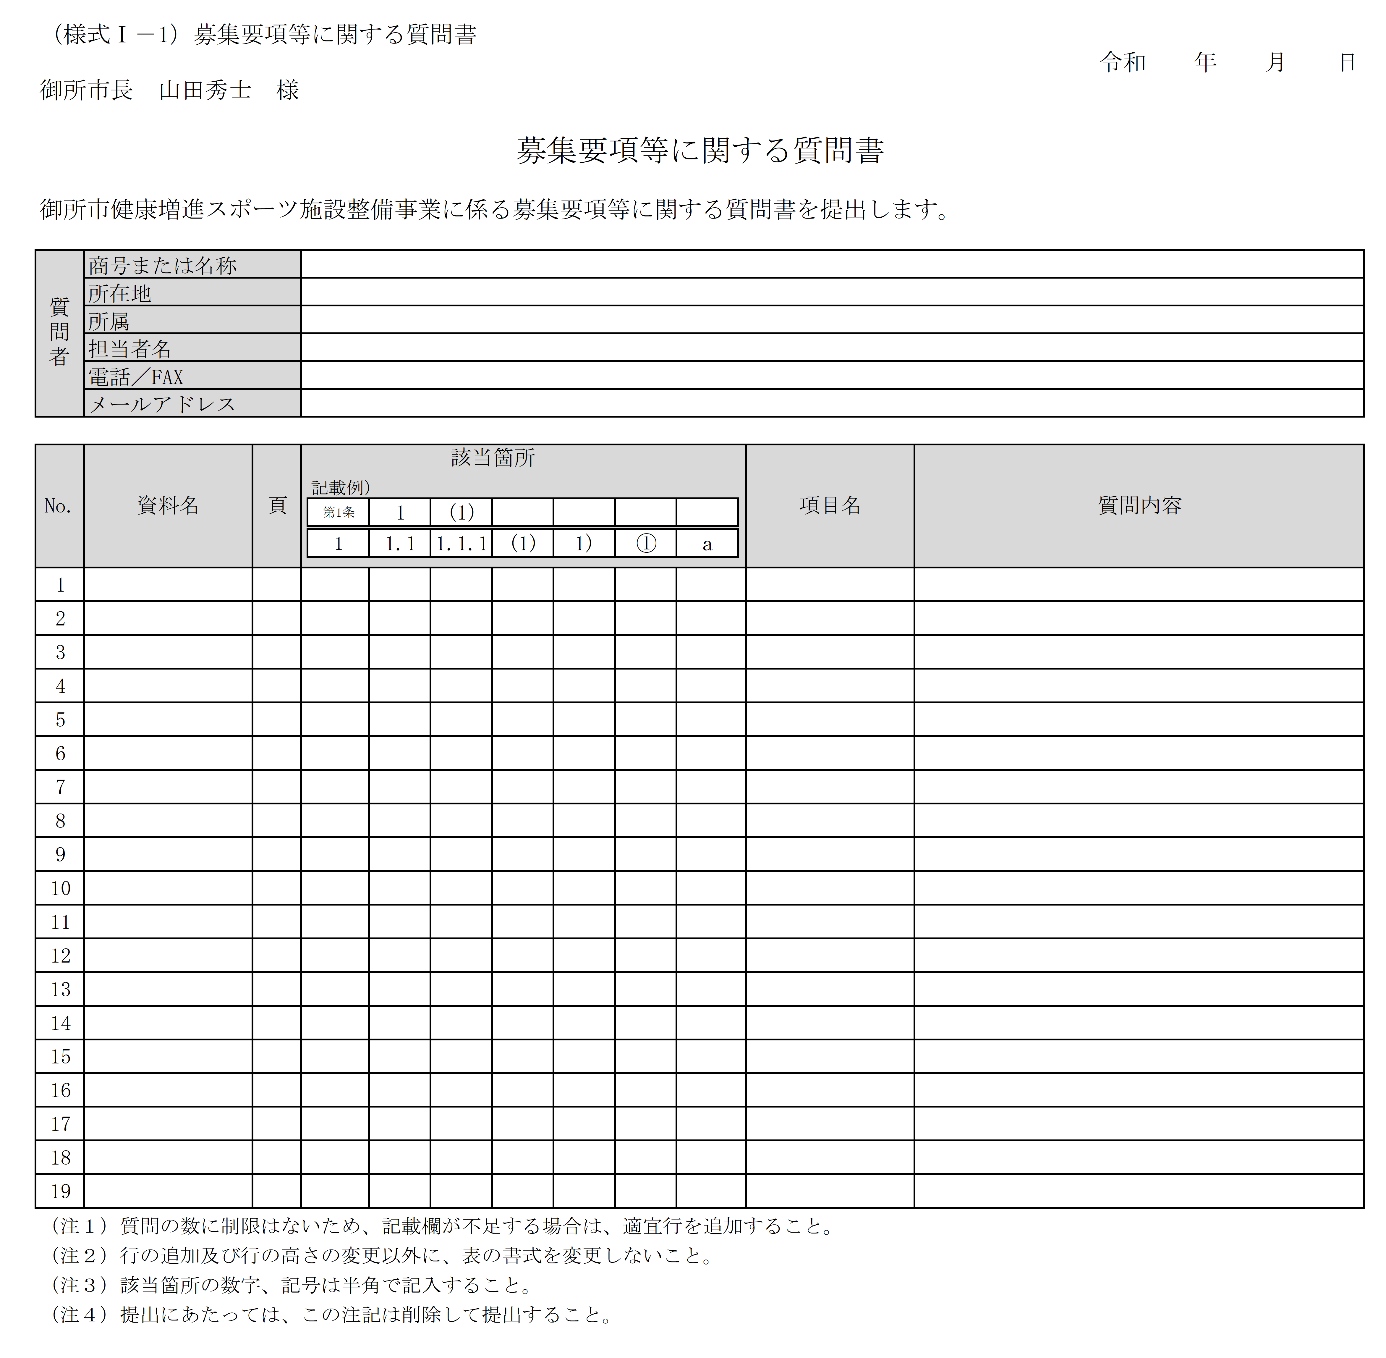 （様式Ⅰ－1）募集要項等に関する質問書
令和　　年　　月　　日
御所市長　山田秀士　様
募集要項等に関する質問書
御所市健康増進スポーツ施設整備事業に係る募集要項等に関する質問書を提出します。
質問者
商号または名称
所在地
所属
担当者名
電話／FAX
メールアドレス
No. 資料名 頁 該当箇所 項目名 質問内容
記載例）
第1条 1 (1)
1 1.1 1.1.1 (1) 1) ① a
1
2
3
4
5
6
7
8
9
10
11
12
13
14
15
16
17
18
19
（注１）質問の数に制限はないため、記載欄が不足する場合は、適宜行を追加すること。
（注２）行の追加及び行の高さの変更以外に、表の書式を変更しないこと。
（注３）該当箇所の数字、記号は半角で記入すること。
（注４）提出にあたっては、この注記は削除して提出すること。